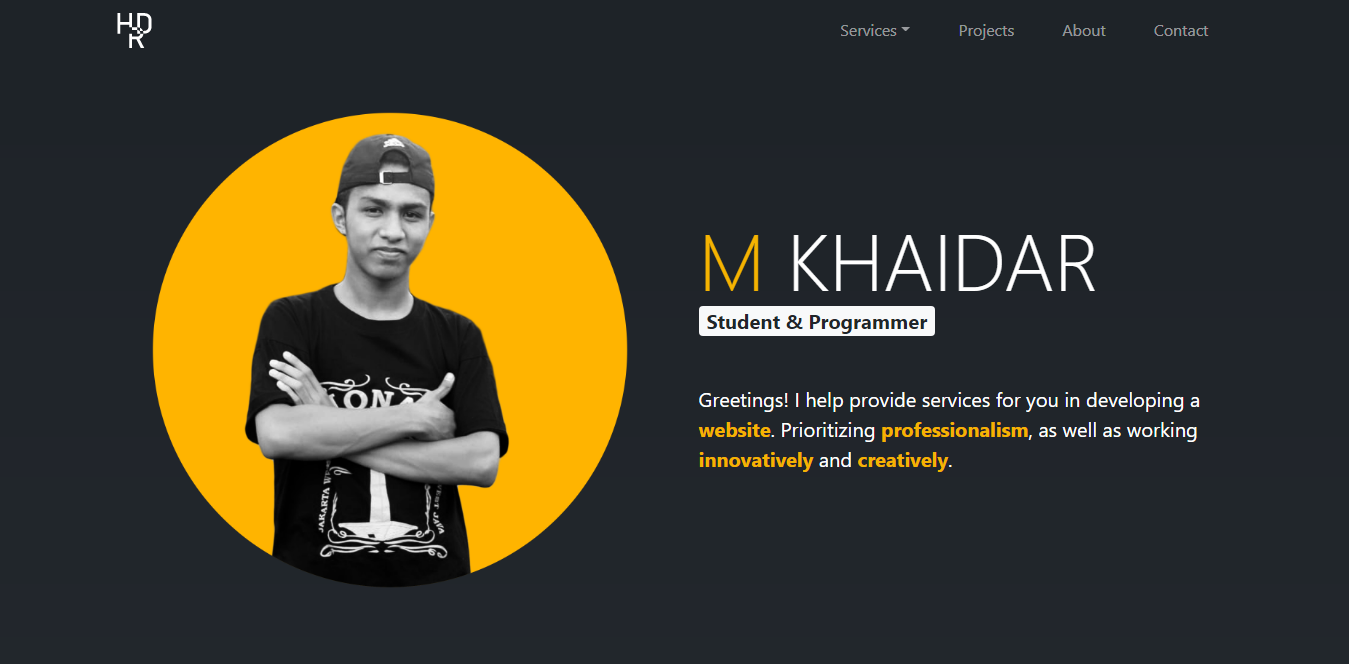 HDR
Services
Projects
About
Contact
M KHAIDAR
Student & Programmer
Greetings! I help provide services for you in developing a
website. Prioritizing professionalism, as well as working
innovatively and creatively.
JAKARTA